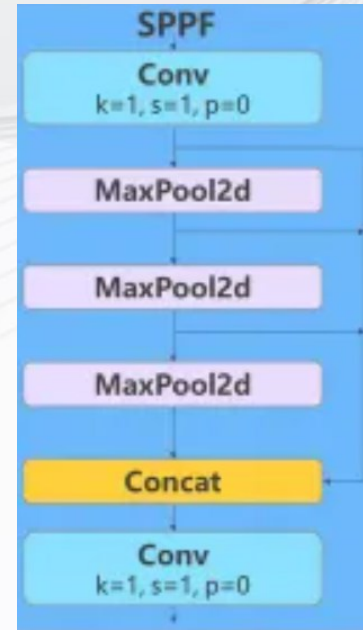 SPPF
Conv
k=1, s=1, p=0
MaxPool2d
MaxPool2d
MaxPool2d
Concat
Conv
k=1, s=1, p=0